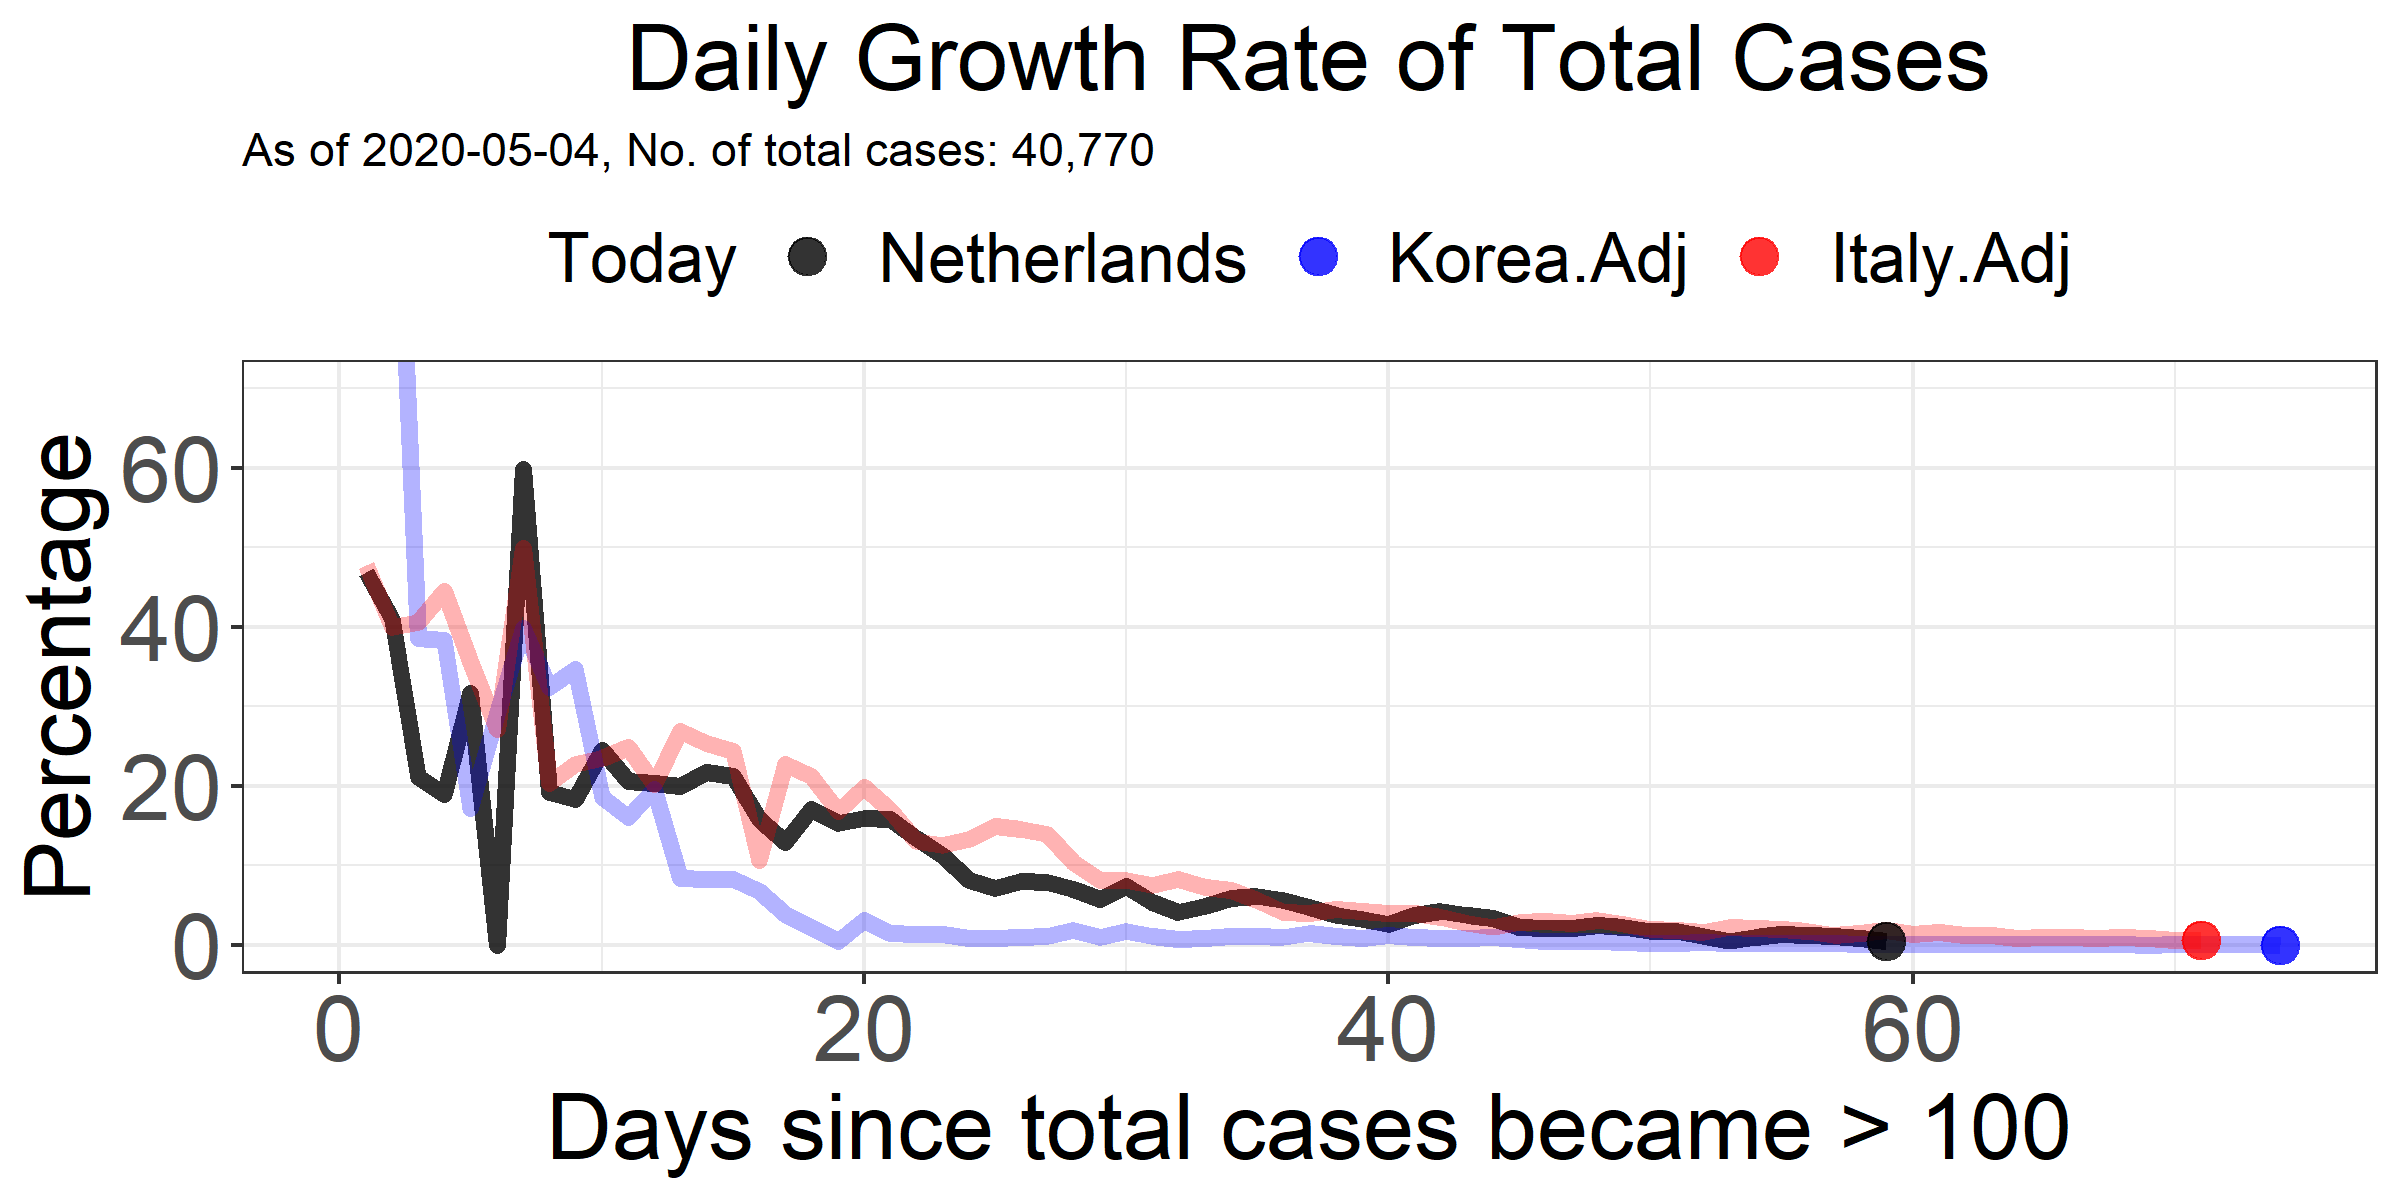 Daily Growth Rate of Total Cases
As of 2020-05-04, No. of total cases: 40,770
Today Netherlands Korea.Adj Italy.Adj
Percentage
60
40
20
0
0 20 40 60
Days since total cases became > 100